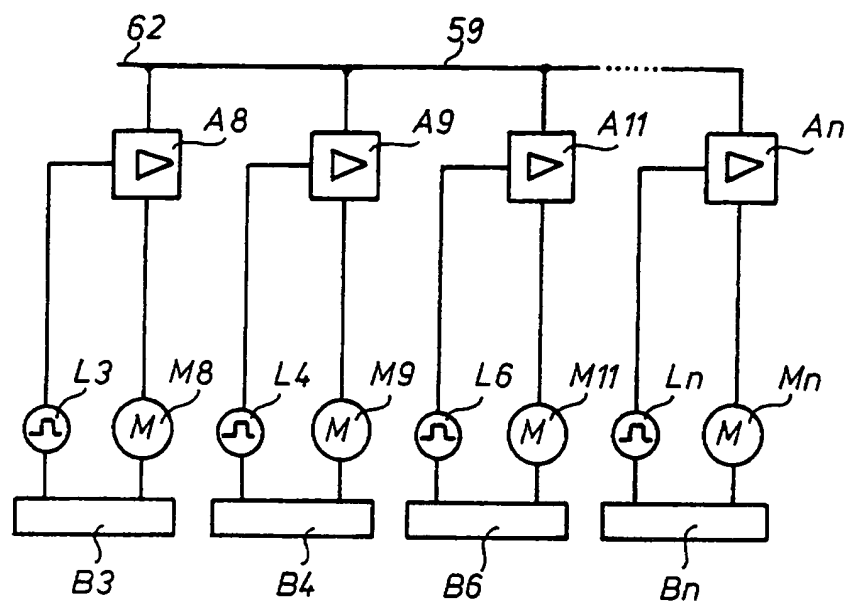 62 59
A8 A9 A11 An
L3 M8 L4 M9 L6 M11 Ln Mn
M M M M
B3 B4 B6 Bn